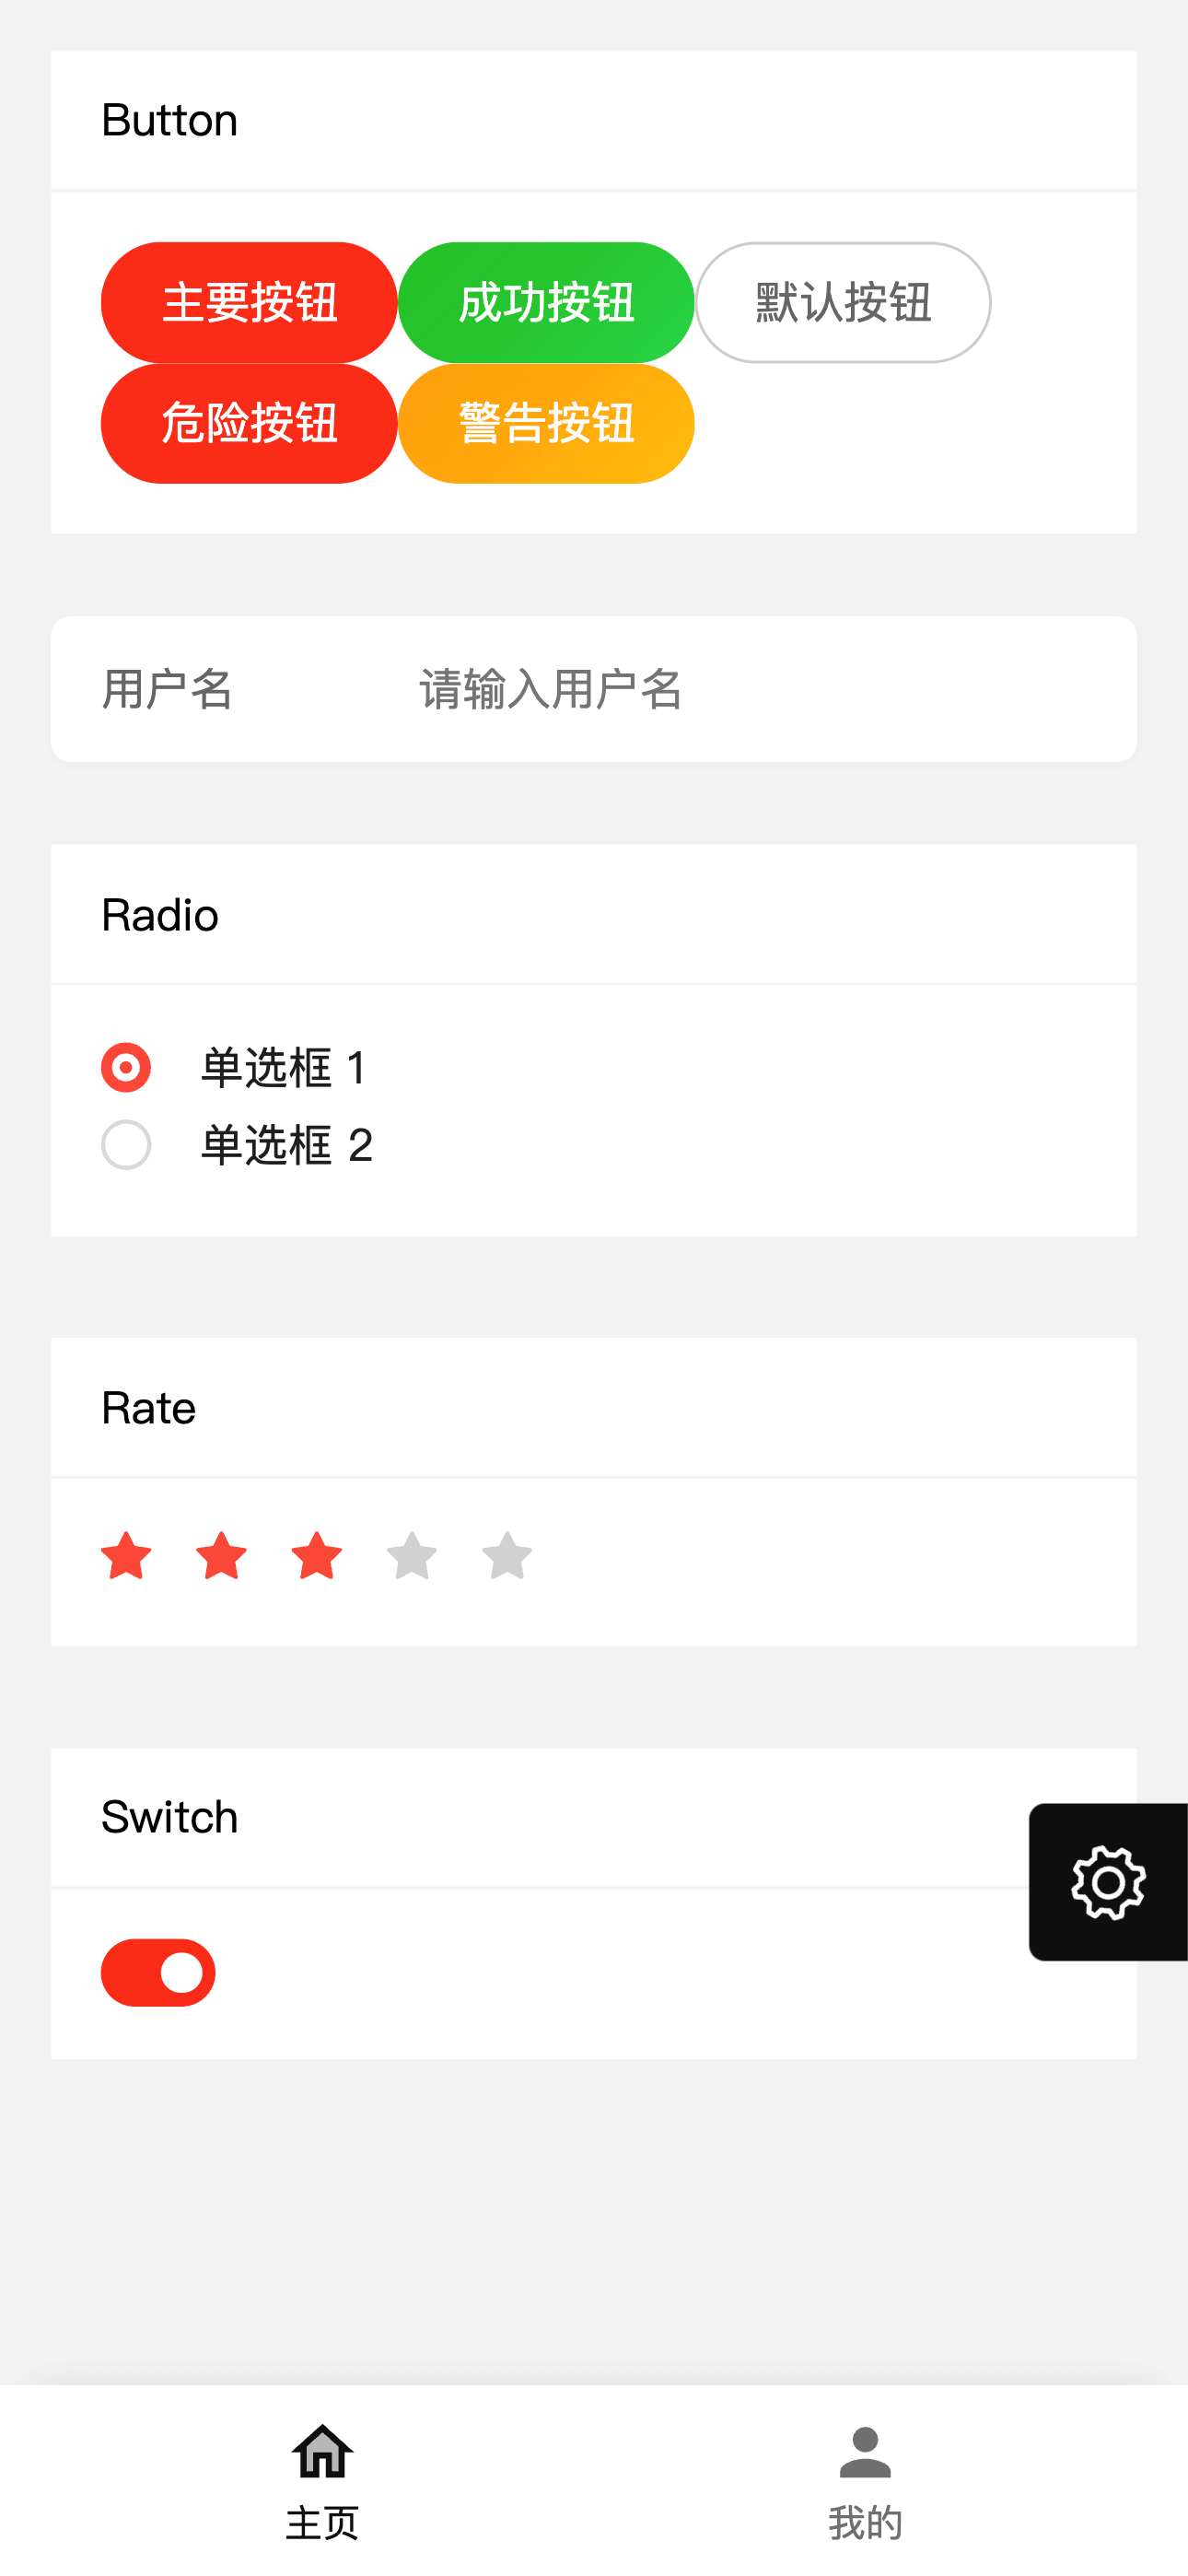 Button
主要按钮 成功按钮 默认按钮
危险按钮 警告按钮
用户名 请输入用户名
Radio
单选框 1
单选框 2
Rate
Switch
主页 我的